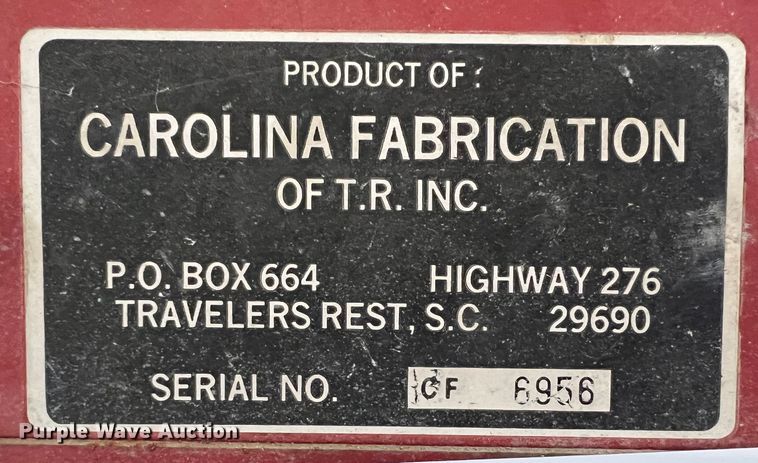 PRODUCT OF :
CAROLINA FABRICATION
OF T.R. INC.
P.O. BOX 664 HIGHWAY 276
TRAVELERS REST, S.C. 29690
SERIAL NO. CF 6956
Purple Wave Auction